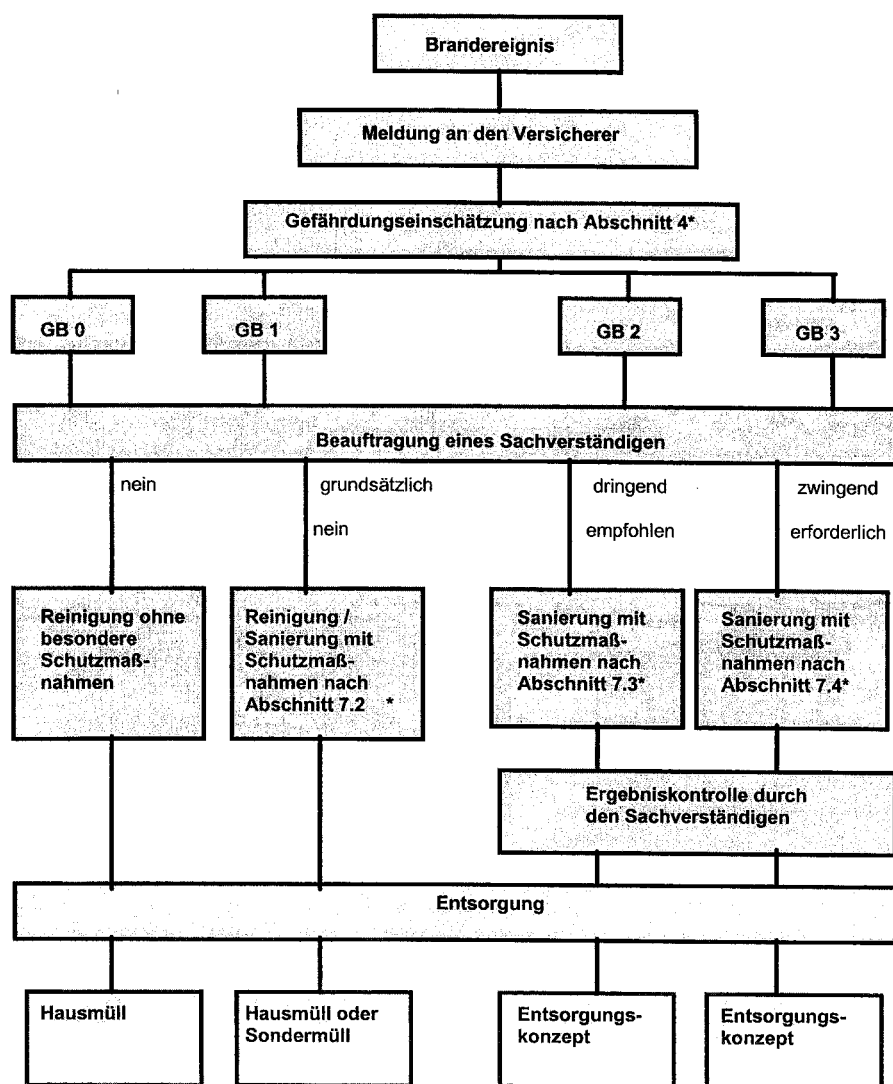 Brandereignis
Meldung an den Versicherer
Gefährdungseinschätzung nach Abschnitt 4*
GB 0
GB 1
GB 2
GB 3
Beauftragung eines Sachverständigen
nein
grundsätzlich
nein
dringend
empfohlen
zwingend
erforderlich
Reinigung ohne
besondere
Schutzmaß-
nahmen
Reinigung /
Sanierung mit
Schutzmaß-
nahmen nach
Abschnitt 7.2 *
Sanierung mit
Schutzmaß-
nahmen nach
Abschnitt 7.3*
Sanierung mit
Schutzmaß-
nahmen nach
Abschnitt 7.4*
Ergebniskontrolle durch
den Sachverständigen
Entsorgung
Hausmüll
Hausmüll oder
Sondermüll
Entsorgungs-
konzept
Entsorgungs-
konzept